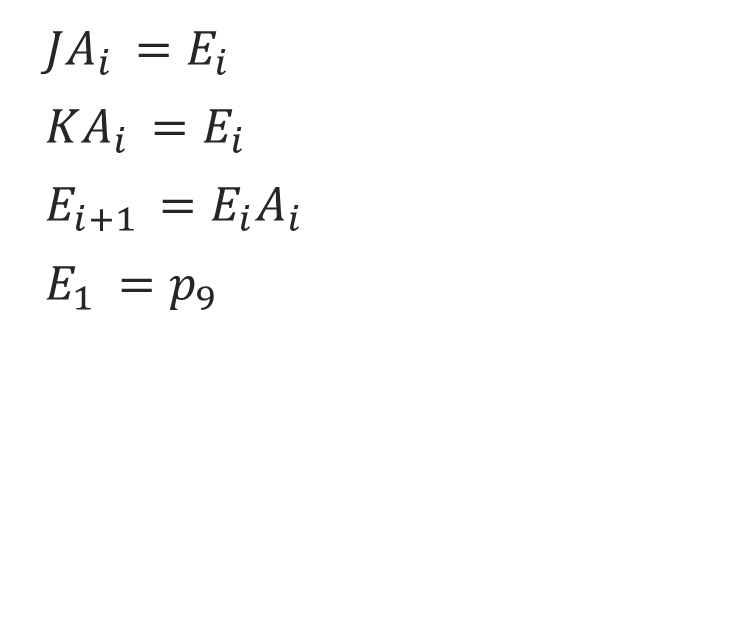 JA_i = E_i
KA_i = E_i
E_{i+1} = E_iA_i
E_1 = p_9